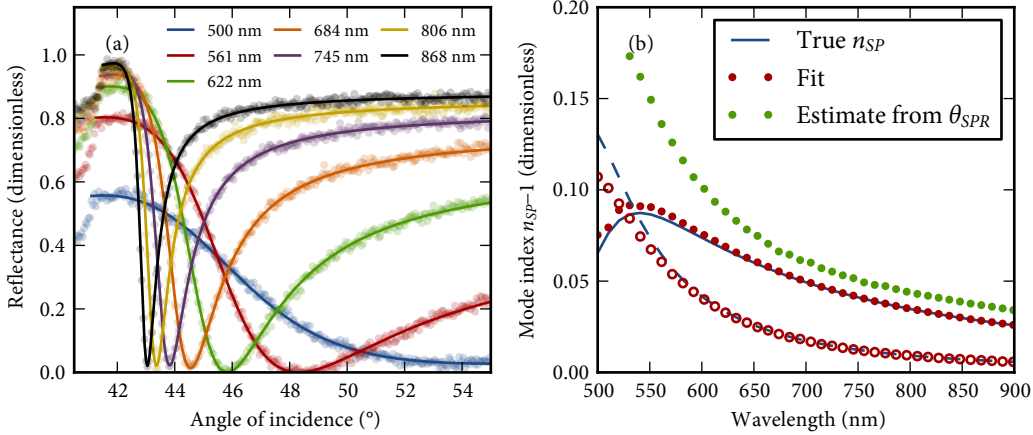 (a)
500 nm
561 nm
622 nm
684 nm
745 nm
806 nm
868 nm
Reflectance (dimensionless)
1.0
0.8
0.6
0.4
0.2
0.0
42 44 46 48 50 52 54
Angle of incidence (°)
(b)
True n_SP
Fit
Estimate from θ_SPR
Mode index n_SP−1 (dimensionless)
0.20
0.15
0.10
0.05
0.00
500 550 600 650 700 750 800 850 900
Wavelength (nm)